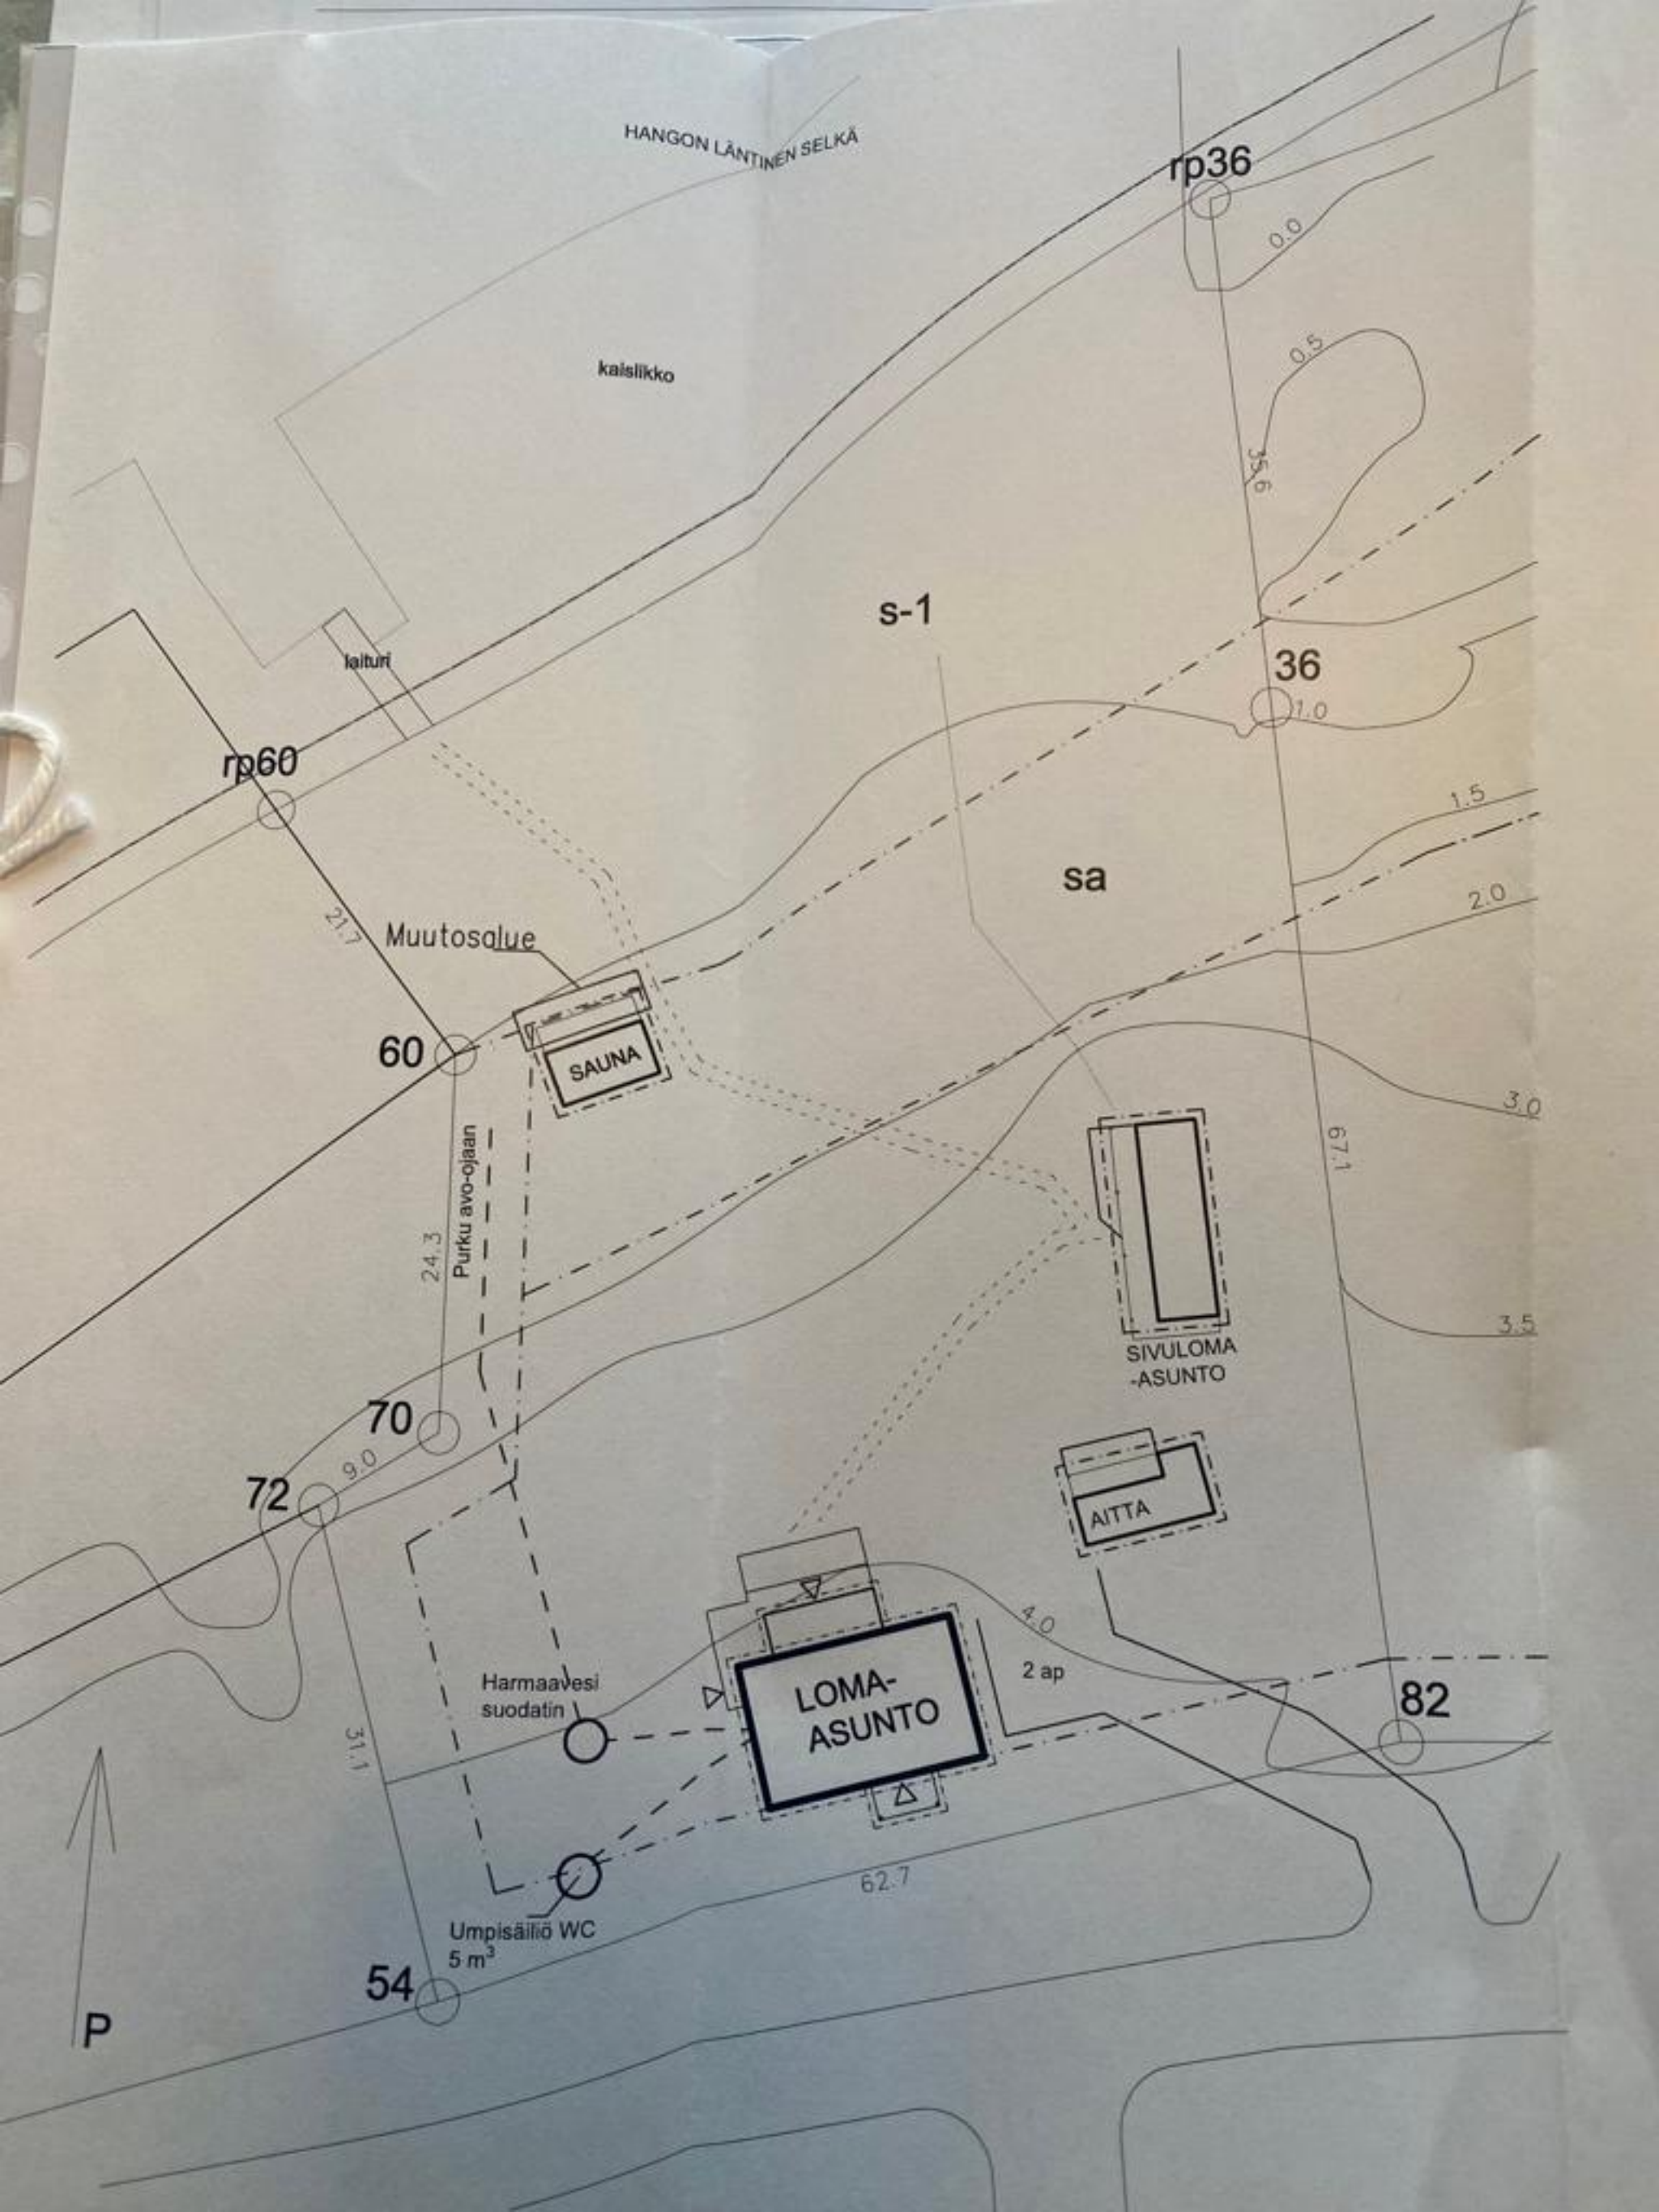 HANGON LÄNTINEN SELKÄ
rp36
0.0
kaislikko
0.5
35.6
s-1
laituri
36
1.0
rp60
1.5
sa
2.0
21.7
Muutosalue
60
SAUNA
3.0
67.1
Purku avo-ojaan
24.3
3.5
SIVULOMA
-ASUNTO
70
9.0
72
AITTA
4.0
2 ap
Harmaavesi
suodatin
LOMA-
ASUNTO
82
31.1
62.7
Umpisäiliö WC
5 m³
54
P